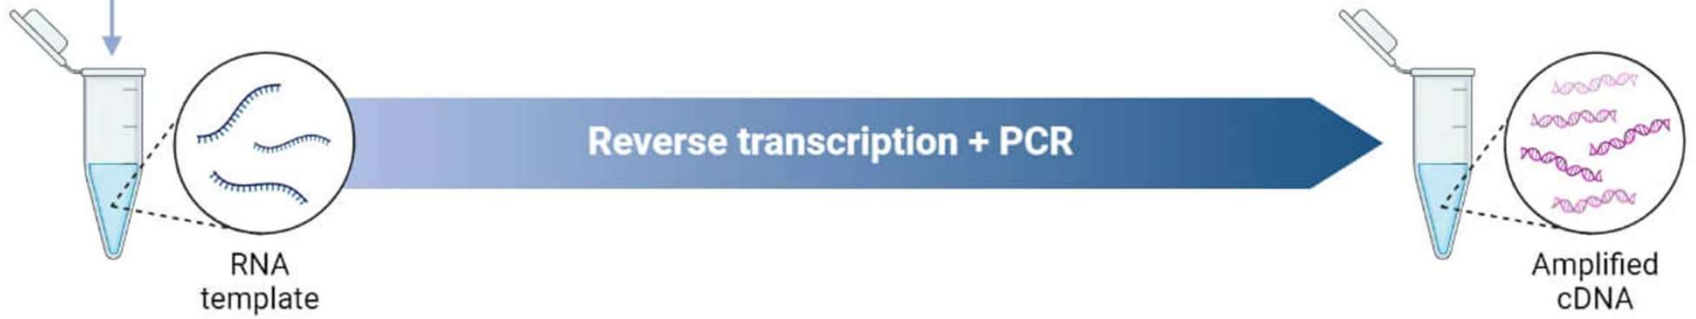 Reverse transcription + PCR
RNA
template
Amplified
cDNA